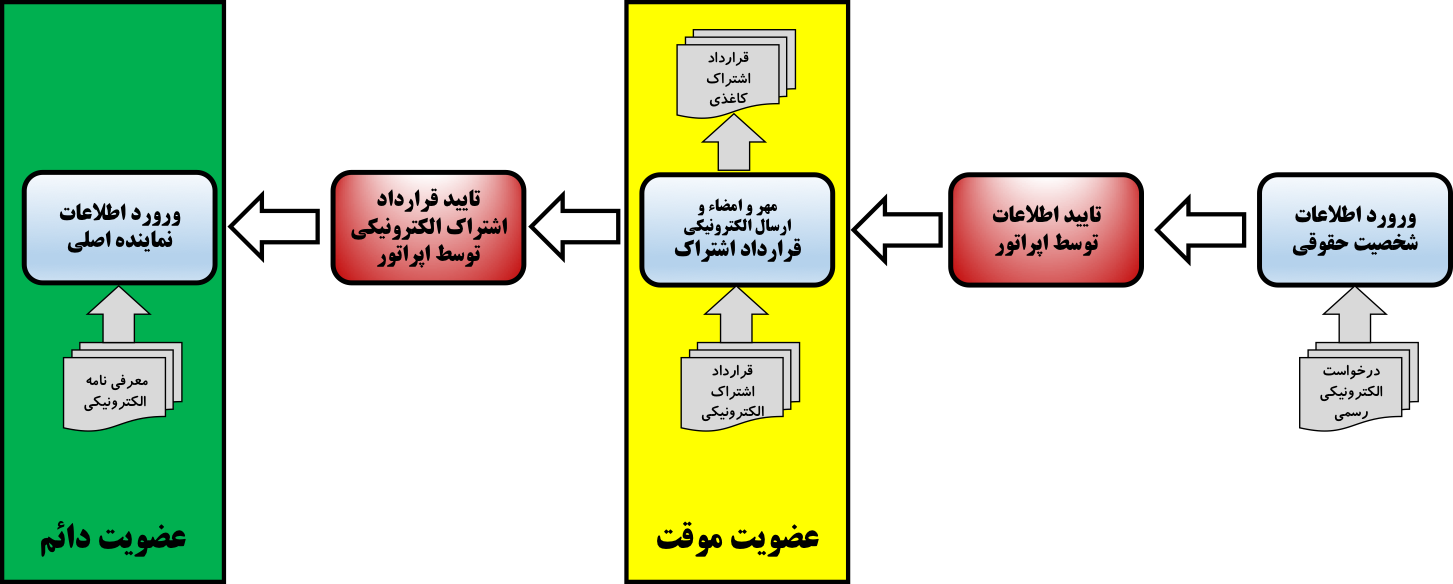 ورورد اطلاعات
شخصیت حقوقی
درخواست
الکترونیکی
رسمی
تایید اطلاعات
توسط اپراتور
قرارداد
اشتراک
کاغذی
مهر و امضاء و
ارسال الکترونیکی
قرارداد اشتراک
قرارداد
اشتراک
الکترونیکی
عضویت موقت
تایید قرارداد
اشتراک الکترونیکی
توسط اپراتور
ورورد اطلاعات
نماینده اصلی
معرفی نامه
الکترونیکی
عضویت دائم